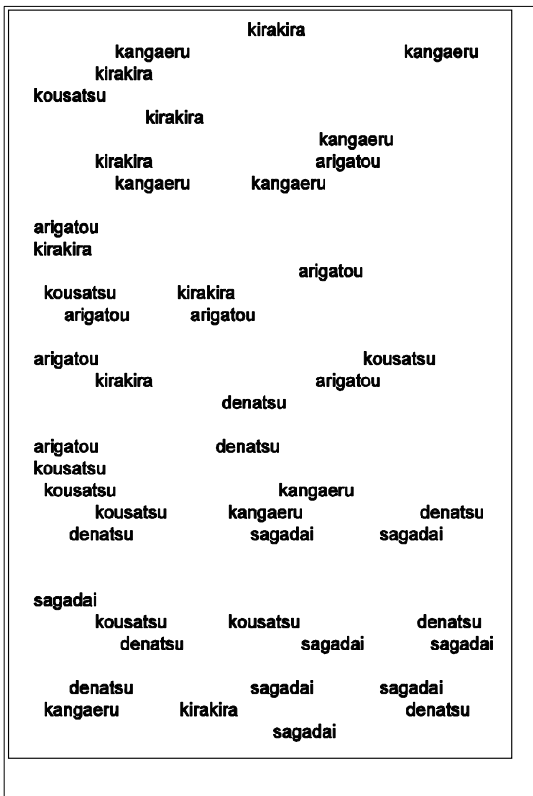 kirakira
kangaeru kangaeru
kirakira
kousatsu
kirakira
kangaeru
kirakira arigatou
kangaeru kangaeru
arigatou
kirakira
arigatou
kousatsu kirakira
arigatou arigatou
arigatou kousatsu
kirakira arigatou
denatsu
arigatou denatsu
kousatsu
kousatsu kangaeru
kousatsu kangaeru denatsu
denatsu sagadai sagadai
sagadai
kousatsu kousatsu denatsu
denatsu sagadai sagadai
denatsu sagadai sagadai
kangaeru kirakira denatsu
sagadai